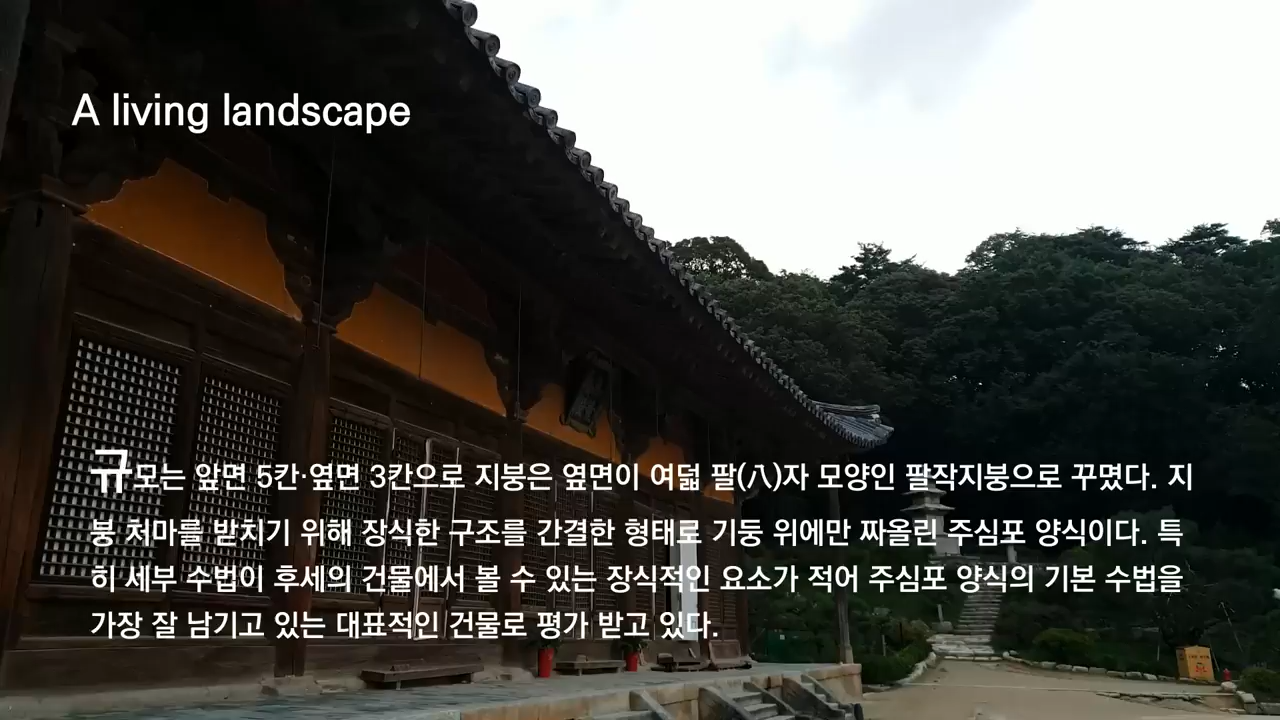 A living landscape
규모는 앞면 5칸·옆면 3칸으로 지붕은 옆면이 여덟 팔(八)자 모양인 팔작지붕으로 꾸몄다. 지
붕 처마를 받치기 위해 장식한 구조를 간결한 형태로 기둥 위에만 짜올린 주심포 양식이다. 특
히 세부 수법이 후세의 건물에서 볼 수 있는 장식적인 요소가 적어 주심포 양식의 기본 수법을
가장 잘 남기고 있는 대표적인 건물로 평가 받고 있다.